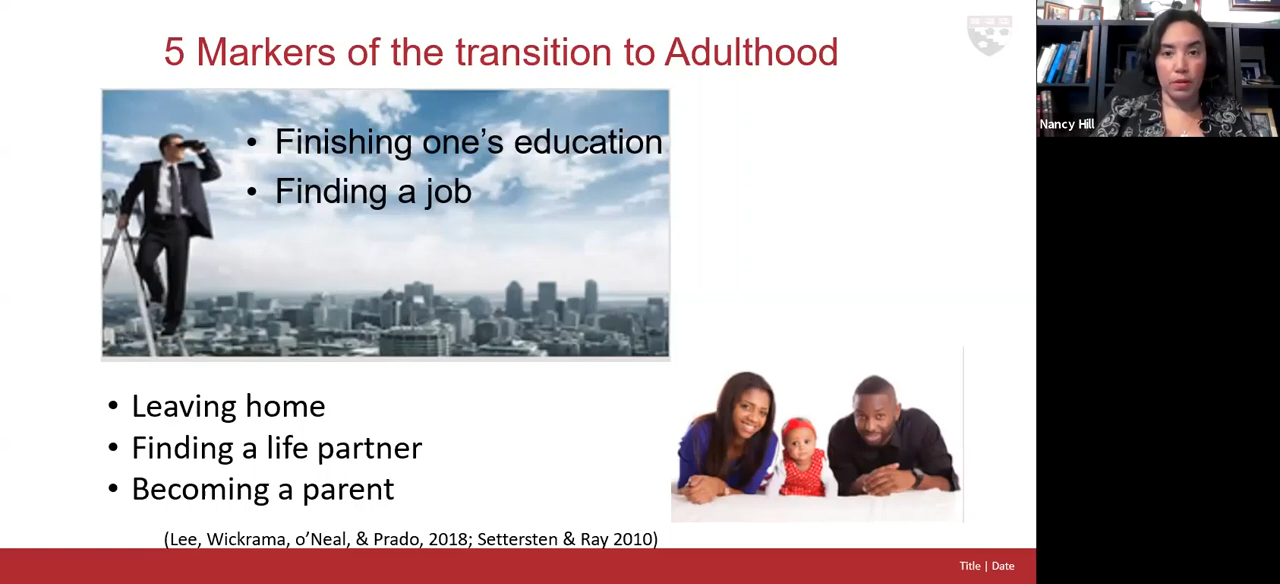 5 Markers of the transition to Adulthood
• Finishing one's education
• Finding a job
• Leaving home
• Finding a life partner
• Becoming a parent
(Lee, Wickrama, o'Neal, & Prado, 2018; Settersten & Ray 2010)
Title | Date
Nancy Hill